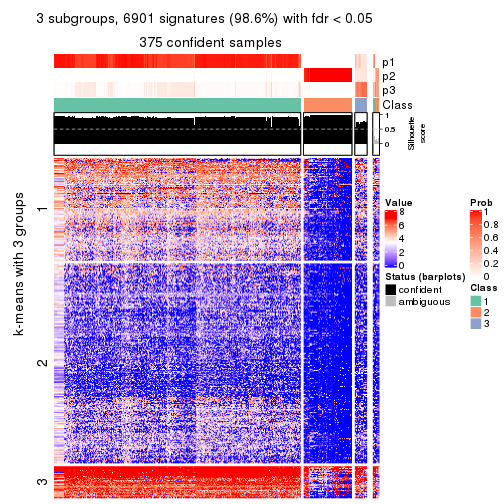 3 subgroups, 6901 signatures (98.6%) with fdr < 0.05
375 confident samples
p1
p2
p3
Class
1
0.5
0
Silhouette
score
k-means with 3 groups
1
2
3
Value
8
6
4
2
0
Status (barplots)
confident
ambiguous
Prob
1
0.8
0.6
0.4
0.2
0
Class
1
2
3